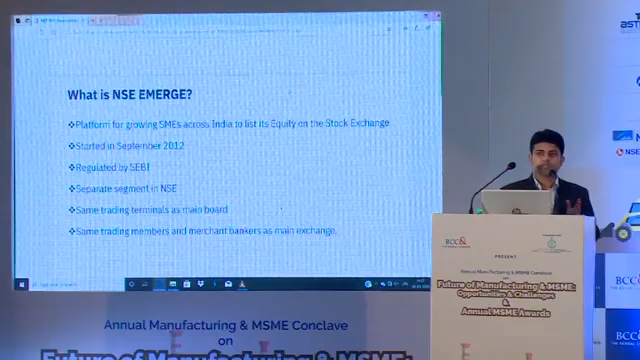 What is NSE EMERGE?
❖Platform for growing SMEs across India to list its Equity on the Stock Exchange
❖Started in September 2012
❖Regulated by SEBI
❖Separate segment in NSE
❖Same trading terminals as main board
❖Same trading members and merchant bankers as main exchange.
BCC&I
PRESENT
Annual Manufacturing & MSME Conclave
on
Future of Manufacturing & MSME:
Opportunities & Challenges
&
Annual MSME Awards
Annual Manufacturing & MSME Conclave
on
Future of Manufacturing & MSME:
NSE
BCC